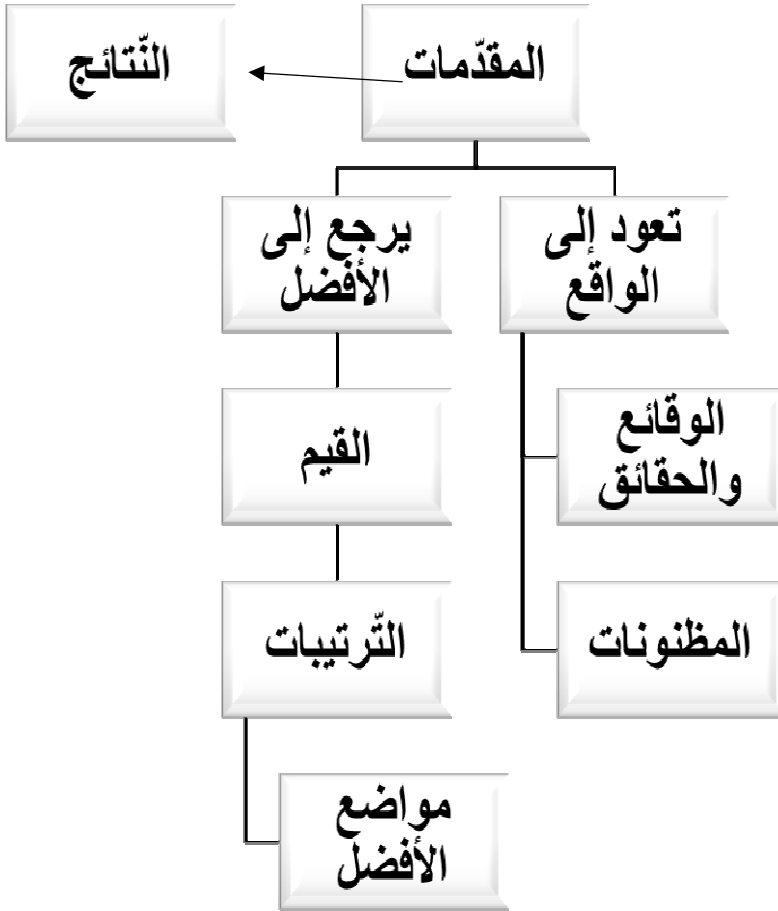 المقدّمات
النّتائج
تعود إلى
الواقع
يرجع إلى
الأفضل
الوقائع
والحقائق
القيم
المظنونات
التّرتيبات
مواضع
الأفضل